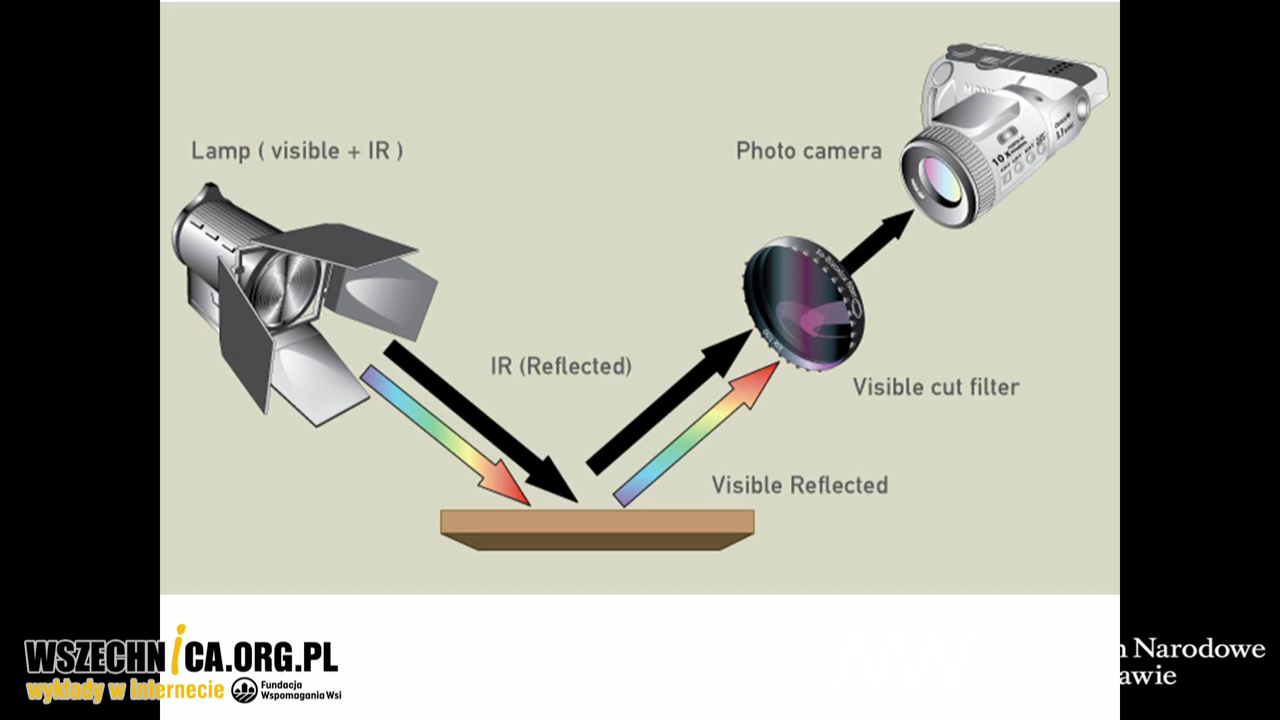 Lamp ( visible + IR )
Photo camera
10 x
IR (Reflected)
Visible cut filter
Visible Reflected
WSZECHNICA.ORG.PL
wykłady w internecie
Fundacja
Wspomagania Wsi
Narodowe
awie